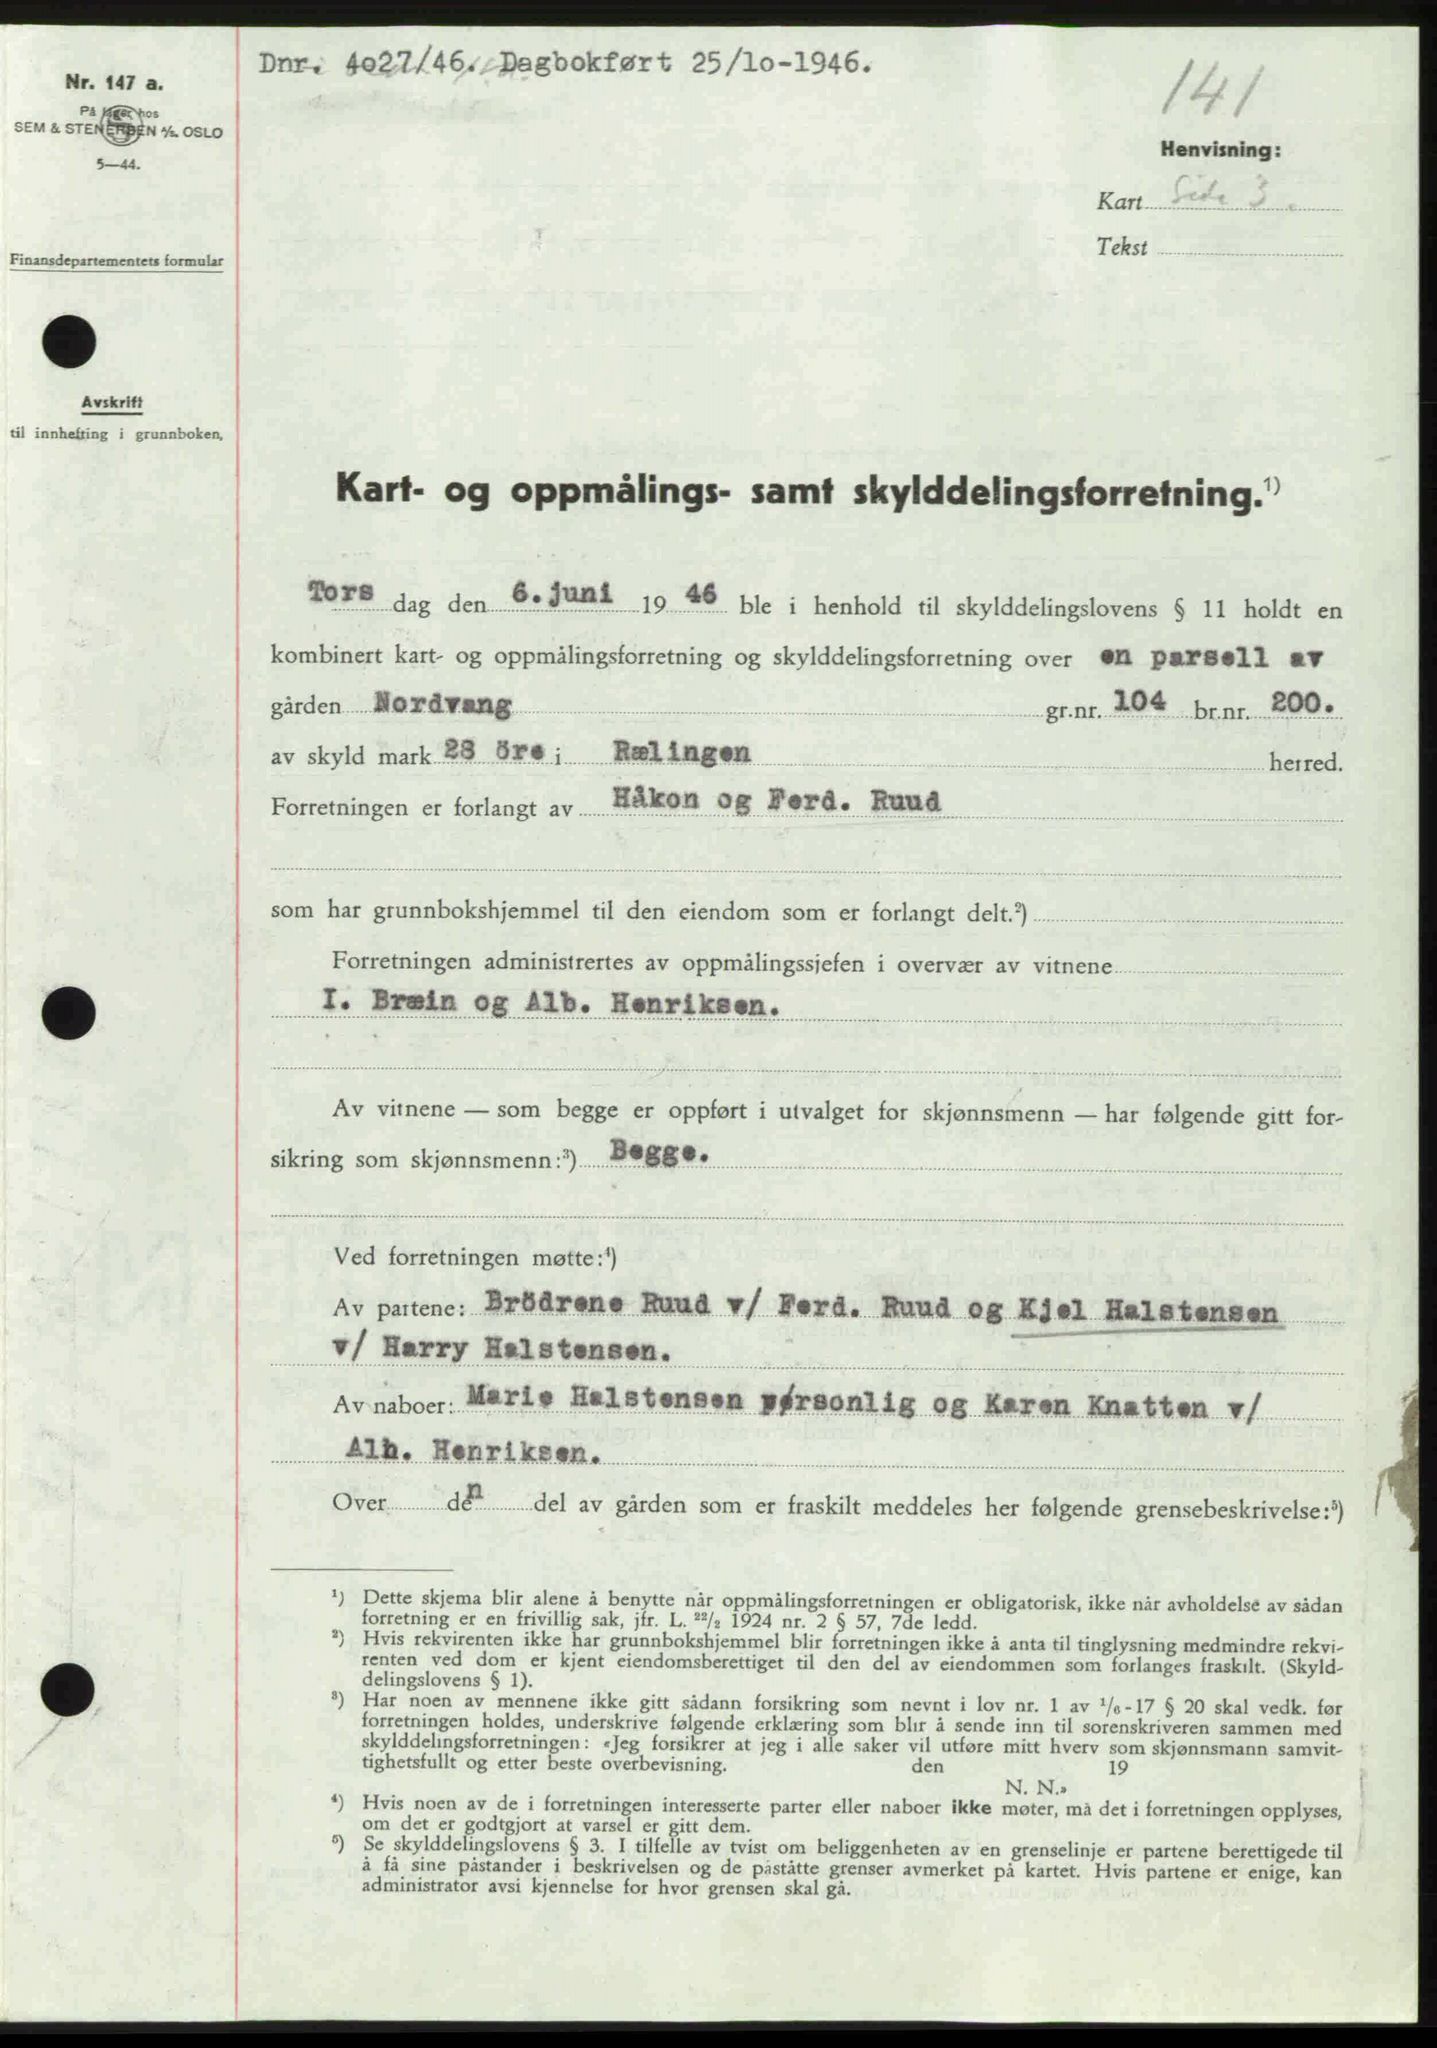 Dnr. 4027/46. Dagbokført 25/10-1946.
141
Nr. 147 a.
På lager hos
SEM & STENERSEN A/S. OSLO
5—44.
Henvisning:
Kart Side 3.
Tekst
Finansdepartementets formular
Avskrift
til innhefting i grunnboken.
Kart- og oppmålings- samt skylddelingsforretning.¹)
Tors dag den 6. juni 1946 ble i henhold til skylddelingslovens § 11 holdt en
kombinert kart- og oppmålingsforretning og skylddelingsforretning over en parsell av
gården Nordvang gr.nr. 104 br.nr. 200.
av skyld mark 28 öre i Rælingen herred.
Forretningen er forlangt av Håkon og Ferd. Ruud
som har grunnbokshjemmel til den eiendom som er forlangt delt.²)
Forretningen administrertes av oppmålingssjefen i overvær av vitnene
I. Bræin og Alb. Henriksen.
Av vitnene — som begge er oppført i utvalget for skjønnsmenn — har følgende gitt for-
sikring som skjønnsmenn:³) Begge.
Ved forretningen møtte:⁴)
Av partene: Brödrene Ruud v/ Ferd. Ruud og Kjel Halstensen
v/ Harry Halstensen.
Av naboer: Marie Halstensen personlig og Karen Knatten v/
Alb. Henriksen.
Over den del av gården som er fraskilt meddeles her følgende grensebeskrivelse:⁵)
¹) Dette skjema blir alene å benytte når oppmålingsforretningen er obligatorisk, ikke når avholdelse av sådan
forretning er en frivillig sak, jfr. L. ²²/₂ 1924 nr. 2 § 57, 7de ledd.
²) Hvis rekvirenten ikke har grunnbokshjemmel blir forretningen ikke å anta til tinglysning medmindre rekvi-
renten ved dom er kjent eiendomsberettiget til den del av eiendommen som forlanges fraskilt. (Skyld-
delingslovens § 1).
³) Har noen av mennene ikke gitt sådann forsikring som nevnt i lov nr. 1 av ¹/₆-17 § 20 skal vedk. før
forretningen holdes, underskrive følgende erklæring som blir å sende inn til sorenskriveren sammen med
skylddelingsforretningen: «Jeg forsikrer at jeg i alle saker vil utføre mitt hverv som skjønnsmann samvit-
tighetsfullt og etter beste overbevisning. den 19
N. N.»
⁴) Hvis noen av de i forretningen interesserte parter eller naboer ikke møter, må det i forretningen opplyses,
om det er godtgjort at varsel er gitt dem.
⁵) Se skylddelingslovens § 3. I tilfelle av tvist om beliggenheten av en grenselinje er partene berettigede til
å få sine påstander i beskrivelsen og de påståtte grenser avmerket på kartet. Hvis partene er enige, kan
administrator avsi kjennelse for hvor grensen skal gå.